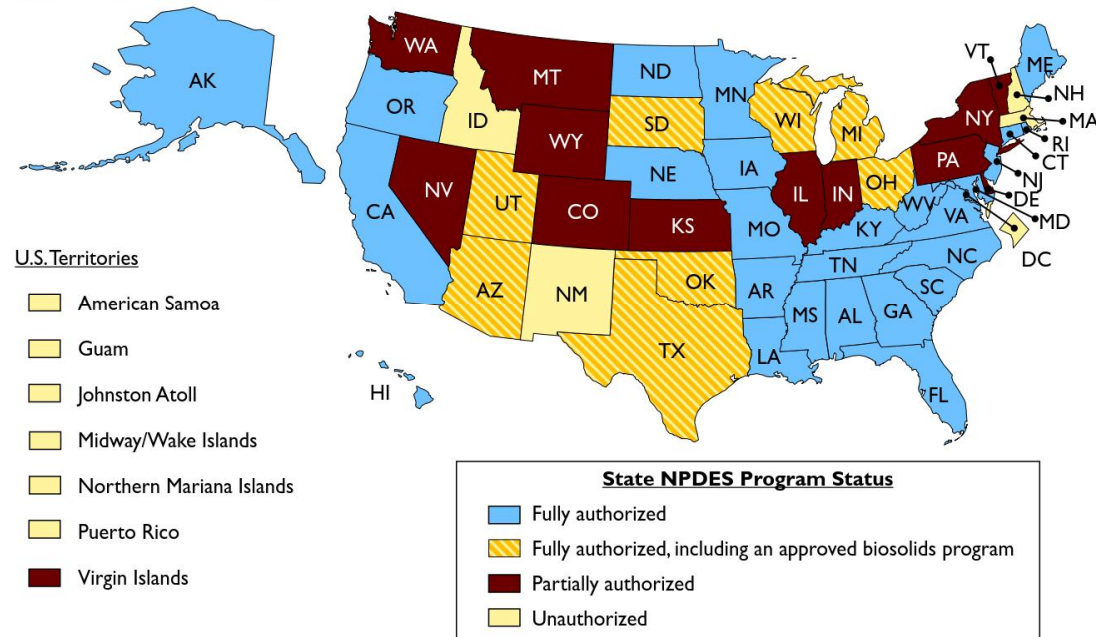 AK
WA
MT
ND
MN
VT
ME
NH
MA
RI
CT
NJ
DE
MD
DC
OR
ID
WY
SD
WI
MI
NY
PA
NV
UT
CO
NE
IA
IL
IN
OH
WV
VA
CA
KS
MO
KY
NC
TN
SC
AZ
NM
OK
AR
MS
AL
GA
TX
LA
FL
HI
U.S. Territories
American Samoa
Guam
Johnston Atoll
Midway/Wake Islands
Northern Mariana Islands
Puerto Rico
Virgin Islands
State NPDES Program Status
Fully authorized
Fully authorized, including an approved biosolids program
Partially authorized
Unauthorized